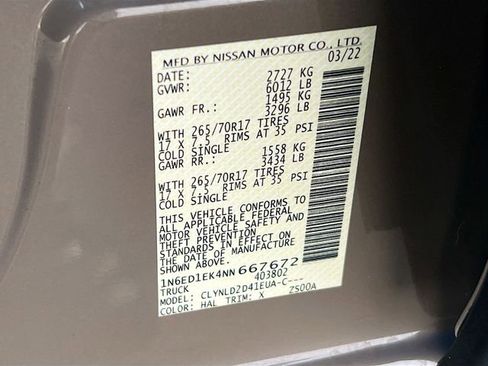 MFD BY NISSAN MOTOR CO., LTD.
03/22
DATE: 2727 KG
GVWR: 6012 LB
1495 KG
GAWR FR.: 3296 LB
WITH 265/70R17 TIRES
17 X 7.5 RIMS AT 35 PSI
COLD SINGLE 1558 KG
GAWR RR.: 3434 LB
WITH 265/70R17 TIRES
17 X 7.5 RIMS AT 35 PSI
COLD SINGLE
THIS VEHICLE CONFORMS TO
ALL APPLICABLE FEDERAL
MOTOR VEHICLE SAFETY AND
THEFT PREVENTION
STANDARDS IN EFFECT ON THE
DATE OF MANUFACTURE
1N6ED1EK4NN 667672
TRUCK 403802
MODEL: CLYNLD2D41EUA-C---
COLOR: HAL TRIM: X Z500A